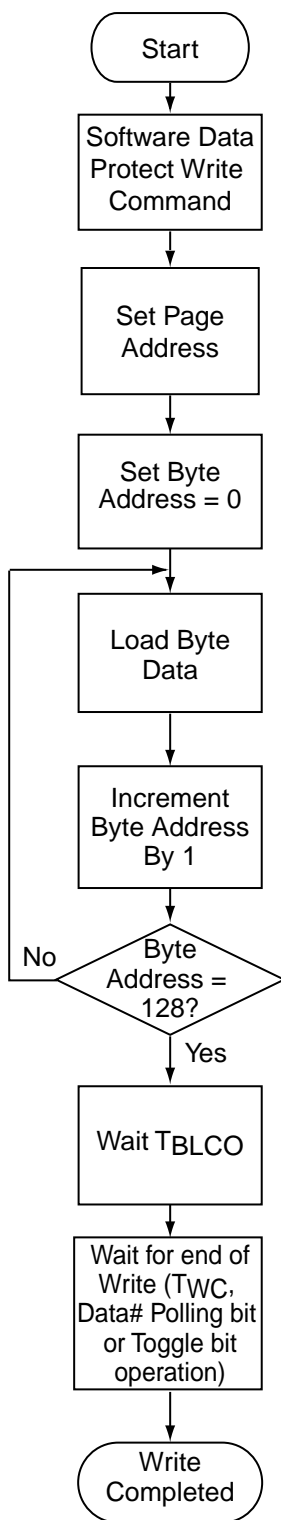 Start
Software Data
Protect Write
Command
Set Page
Address
Set Byte
Address = 0
Load Byte
Data
Increment
Byte Address
By 1
No
Byte
Address =
128?
Yes
Wait TBLCO
Wait for end of
Write (TWC,
Data# Polling bit
or Toggle bit
operation)
Write
Completed